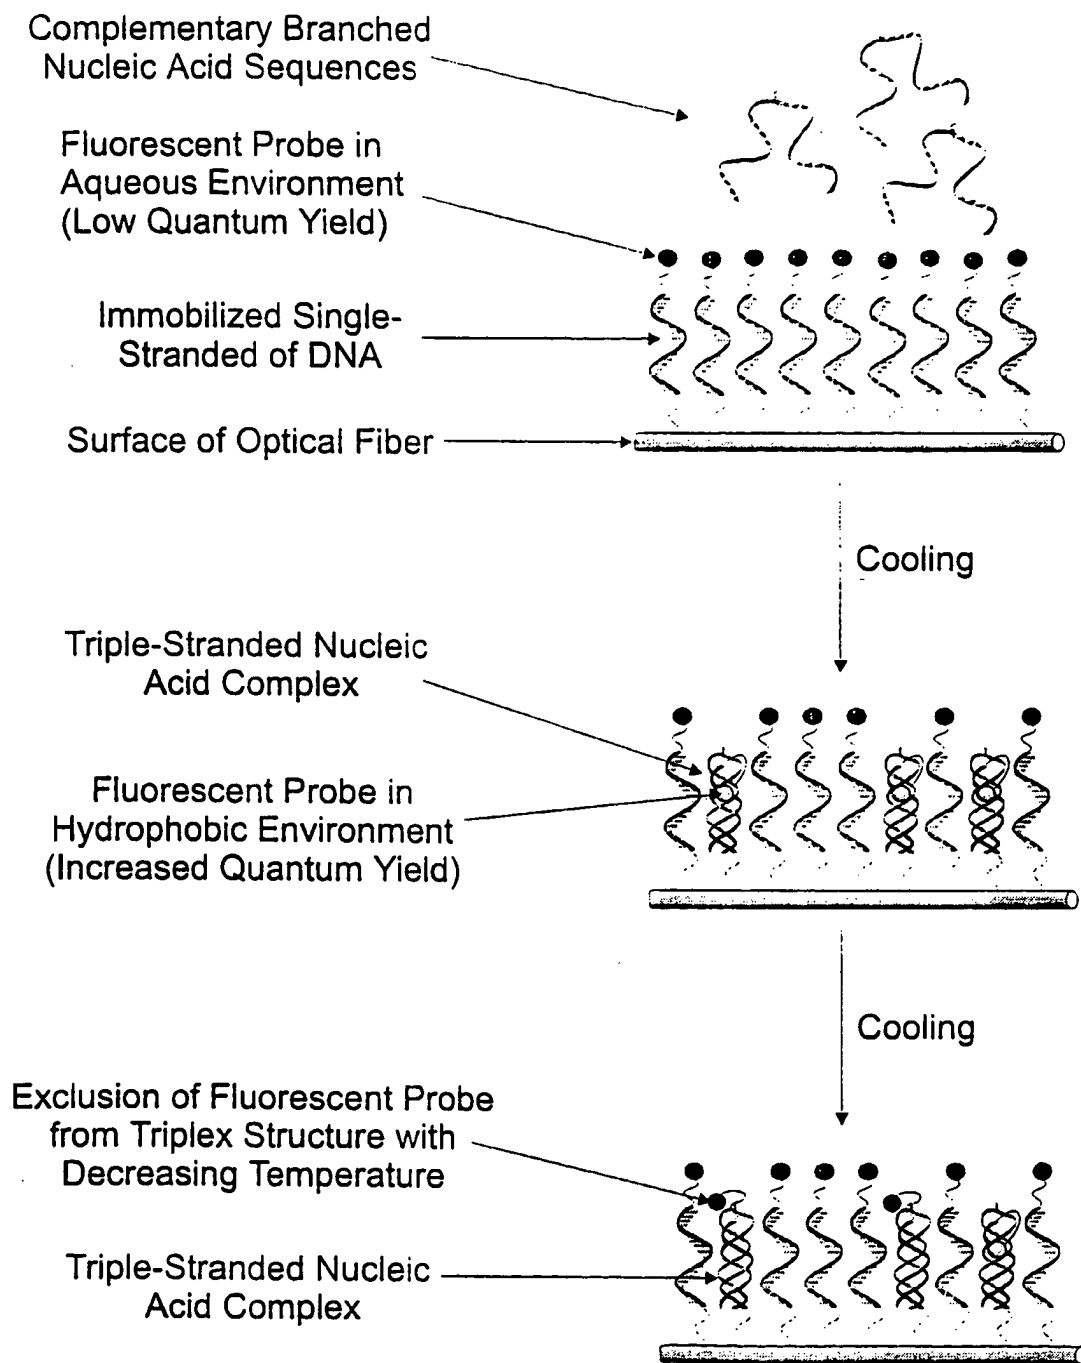 Complementary Branched
Nucleic Acid Sequences
Fluorescent Probe in
Aqueous Environment
(Low Quantum Yield)
Immobilized Single-
Stranded of DNA
Surface of Optical Fiber
Cooling
Triple-Stranded Nucleic
Acid Complex
Fluorescent Probe in
Hydrophobic Environment
(Increased Quantum Yield)
Cooling
Exclusion of Fluorescent Probe
from Triplex Structure with
Decreasing Temperature
Triple-Stranded Nucleic
Acid Complex